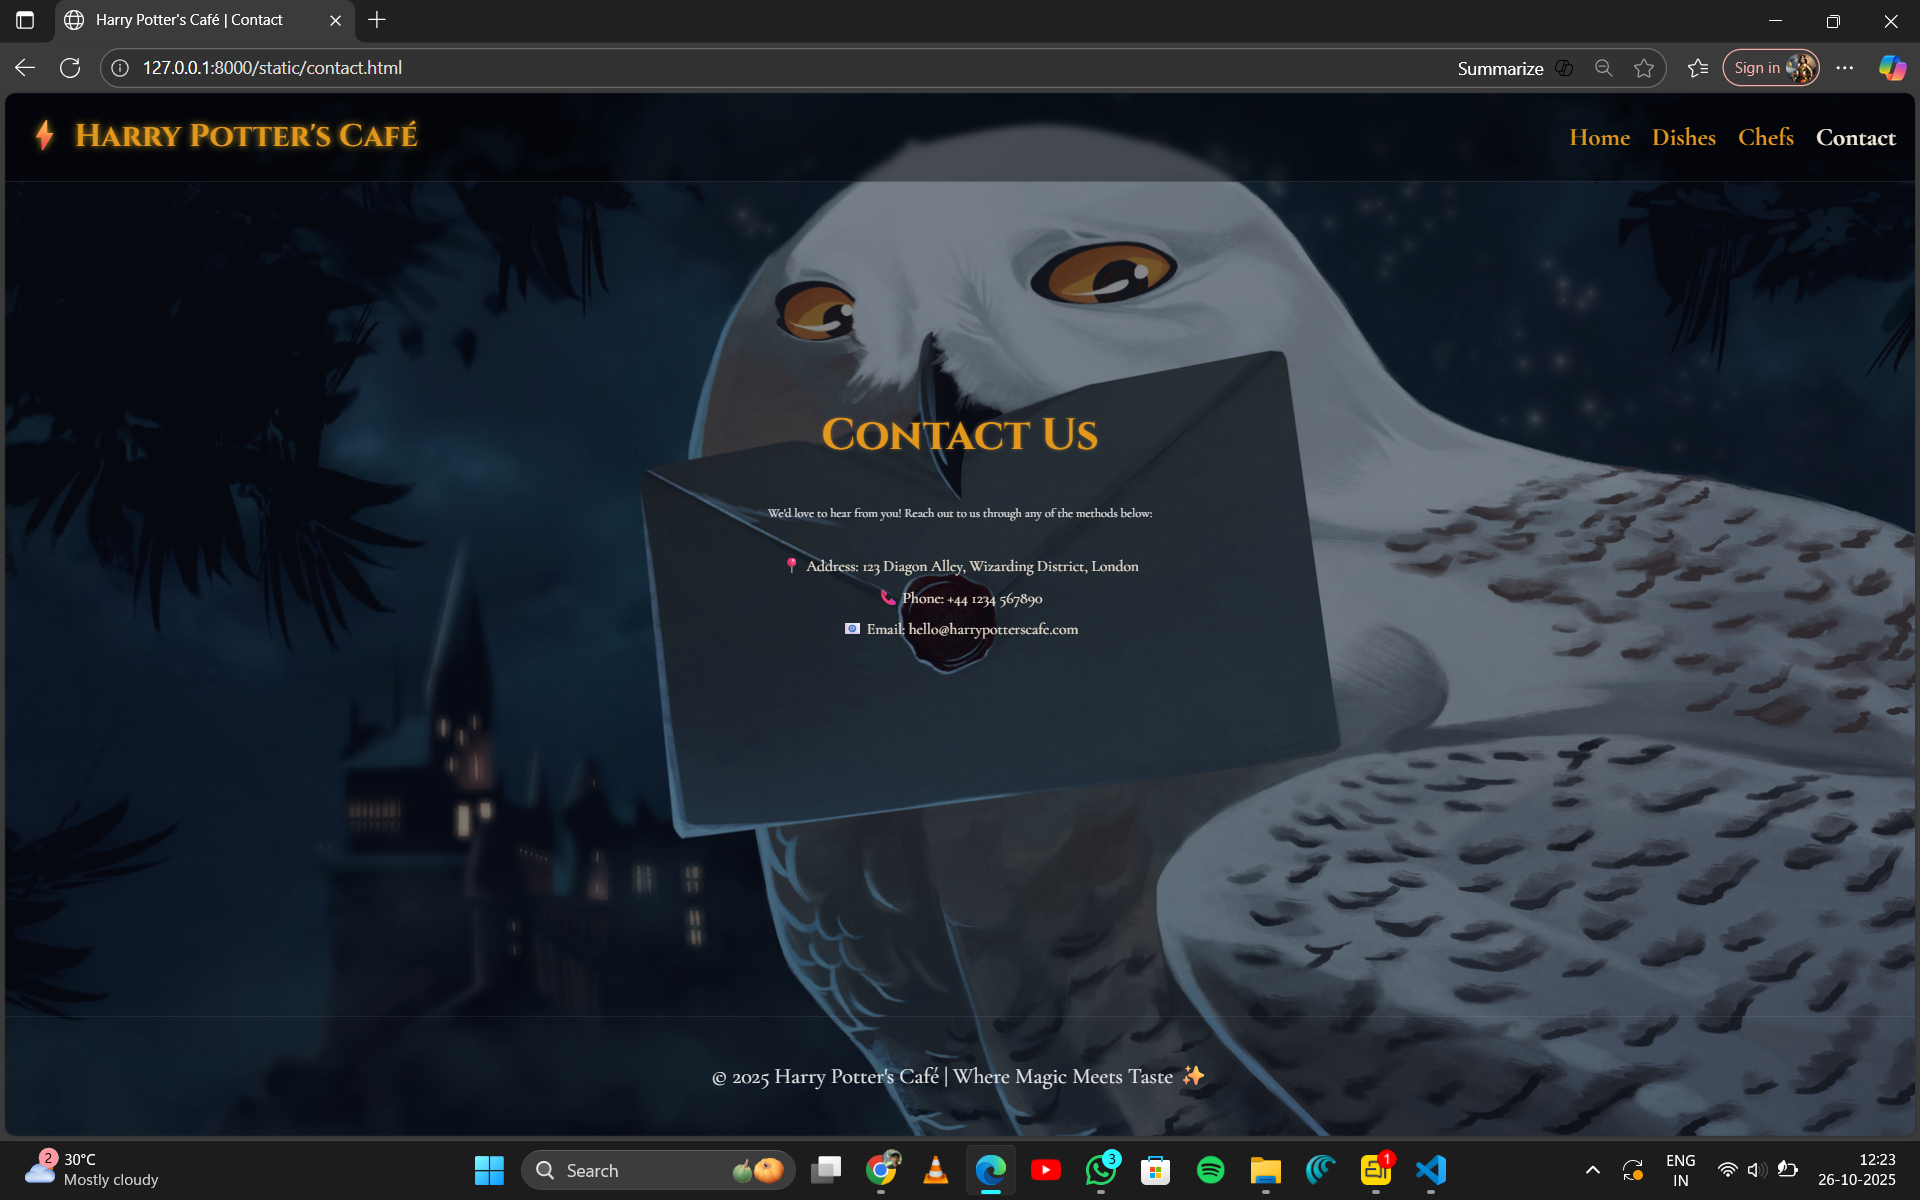 Harry Potter's Café | Contact
127.0.0.1:8000/static/contact.html
Summarize
Sign in
HARRY POTTER'S CAFÉ
Home Dishes Chefs Contact
CONTACT US
We'd love to hear from you! Reach out to us through any of the methods below:
📍 Address: 123 Diagon Alley, Wizarding District, London
📞 Phone: +44 1234 567890
📧 Email: hello@harrypotterscafe.com
© 2025 Harry Potter's Café | Where Magic Meets Taste ✨
2
30°C
Mostly cloudy
Search
3
1
ENG
IN
12:23
26-10-2025